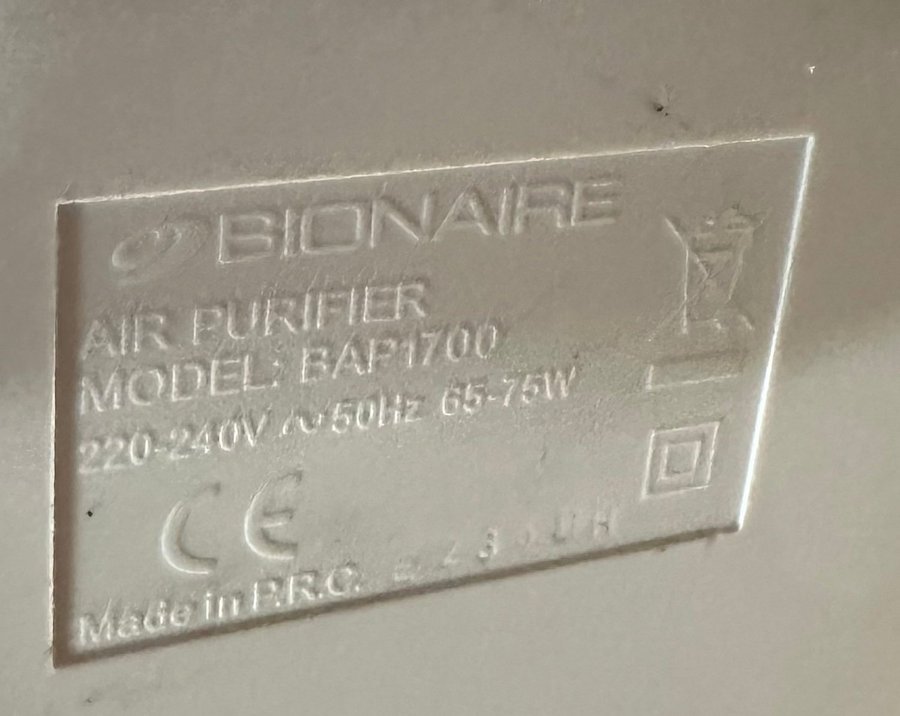 BIONAIRE
AIR PURIFIER
MODEL: BAP1700
220-240V ~ 50Hz 65-75W
CE
Made in P.R.C.